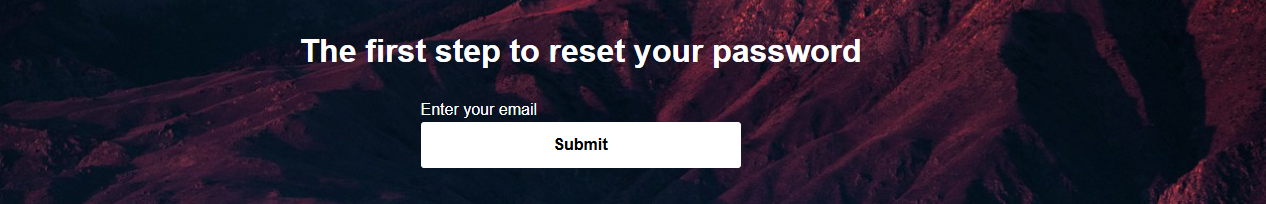 The first step to reset your password
Enter your email
Submit